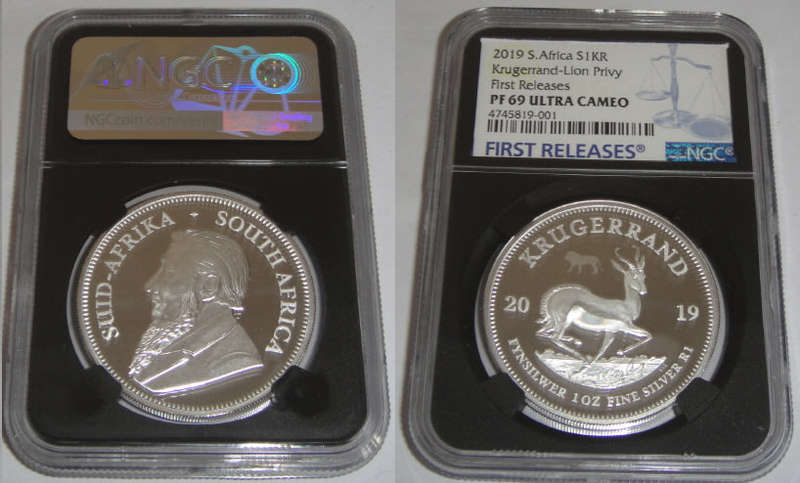 NGC
NGCcoin.com/verify
SUID-AFRIKA + SOUTH AFRICA
2019 S.Africa S1KR
Krugerrand-Lion Privy
First Releases
PF 69 ULTRA CAMEO
4745819-001
FIRST RELEASES®
NGC®
KRUGERRAND
20 19
FYNSILWER 1 OZ FINE SILVER R1